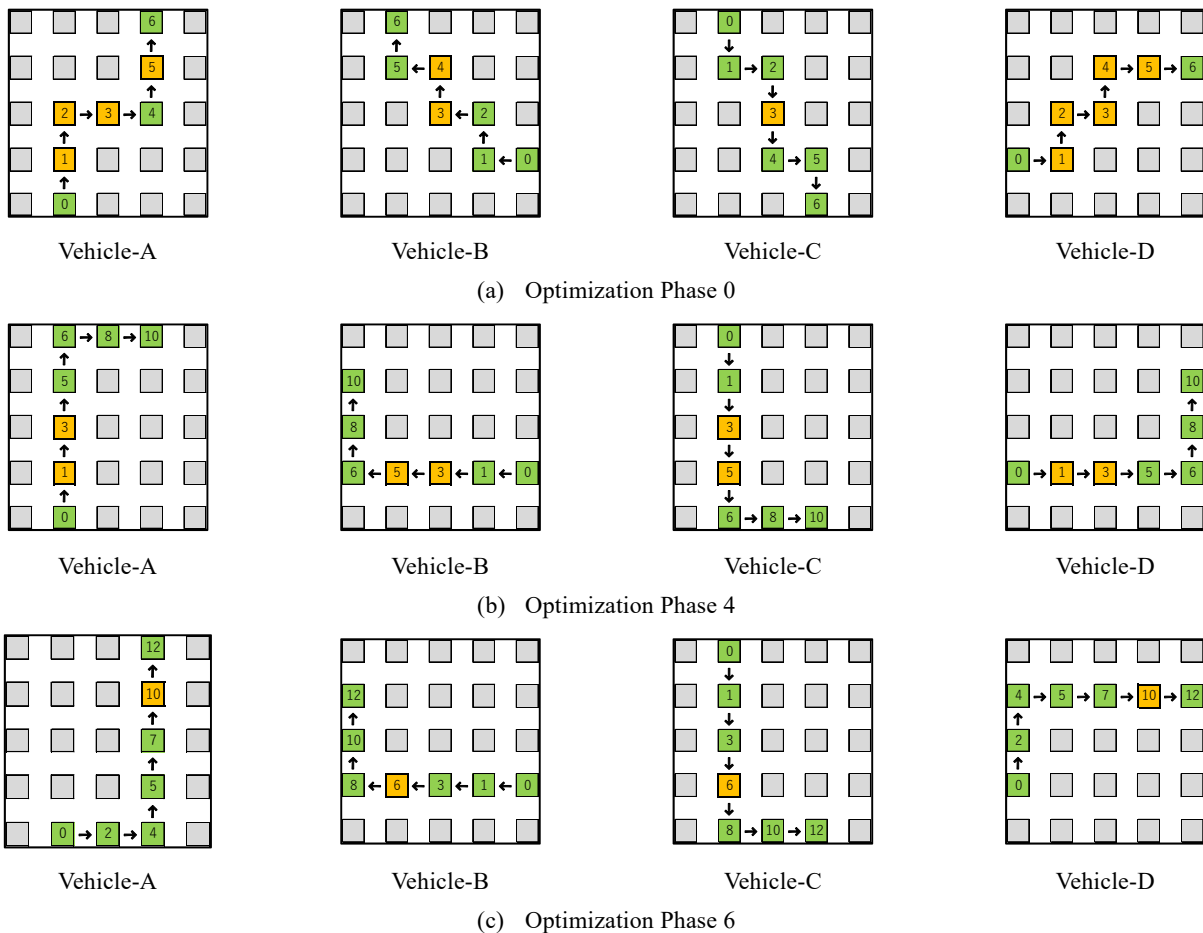 6 6 0
5 5 4 1 2 4 5 6
2 3 4 3 2 3 2 3
1 1 0 4 5 0 1
0 6
Vehicle-A Vehicle-B Vehicle-C Vehicle-D
(a) Optimization Phase 0
6 8 10 0
5 10 1 10
3 8 3 8
1 6 5 3 1 0 5 0 1 3 5 6
0 6 8 10
Vehicle-A Vehicle-B Vehicle-C Vehicle-D
(b) Optimization Phase 4
12 0
10 12 1 4 5 7 10 12
7 10 3 2
5 8 6 3 1 0 6 0
0 2 4 8 10 12
Vehicle-A Vehicle-B Vehicle-C Vehicle-D
(c) Optimization Phase 6